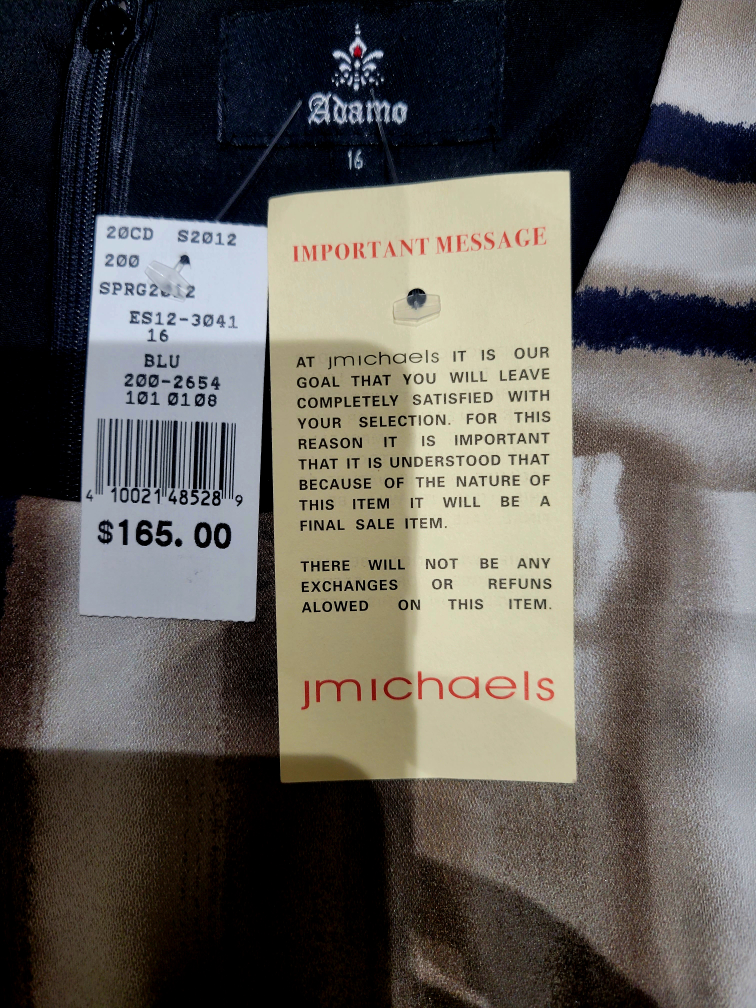 Adamo
16
20CD S2012
200
SPRG2012
ES12-3041
16
BLU
200-2654
101 0108
4 10021 48528 9
$165.00
IMPORTANT MESSAGE
AT jmichaels IT IS OUR
GOAL THAT YOU WILL LEAVE
COMPLETELY SATISFIED WITH
YOUR SELECTION. FOR THIS
REASON IT IS IMPORTANT
THAT IT IS UNDERSTOOD THAT
BECAUSE OF THE NATURE OF
THIS ITEM IT WILL BE A
FINAL SALE ITEM.
THERE WILL NOT BE ANY
EXCHANGES OR REFUNS
ALOWED ON THIS ITEM.
jmichaels